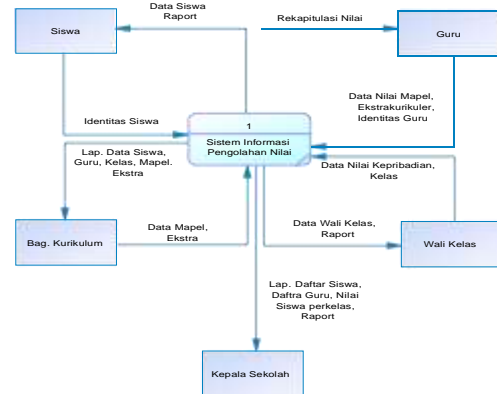 Data Siswa
Raport
Rekapitulasi Nilai
Siswa
Guru
Data Nilai Mapel,
Ekstrakurikuler,
Identitas Guru
Identitas Siswa
1
Sistem Informasi
Pengolahan Nilai
Lap. Data Siswa,
Guru, Kelas, Mapel.
Ekstra
Data Nilai Kepribadian,
Kelas
Data Mapel,
Ekstra
Data Wali Kelas,
Raport
Bag. Kurikulum
Wali Kelas
Lap. Daftar Siswa,
Daftra Guru, Nilai
Siswa perkelas,
Raport
Kepala Sekolah